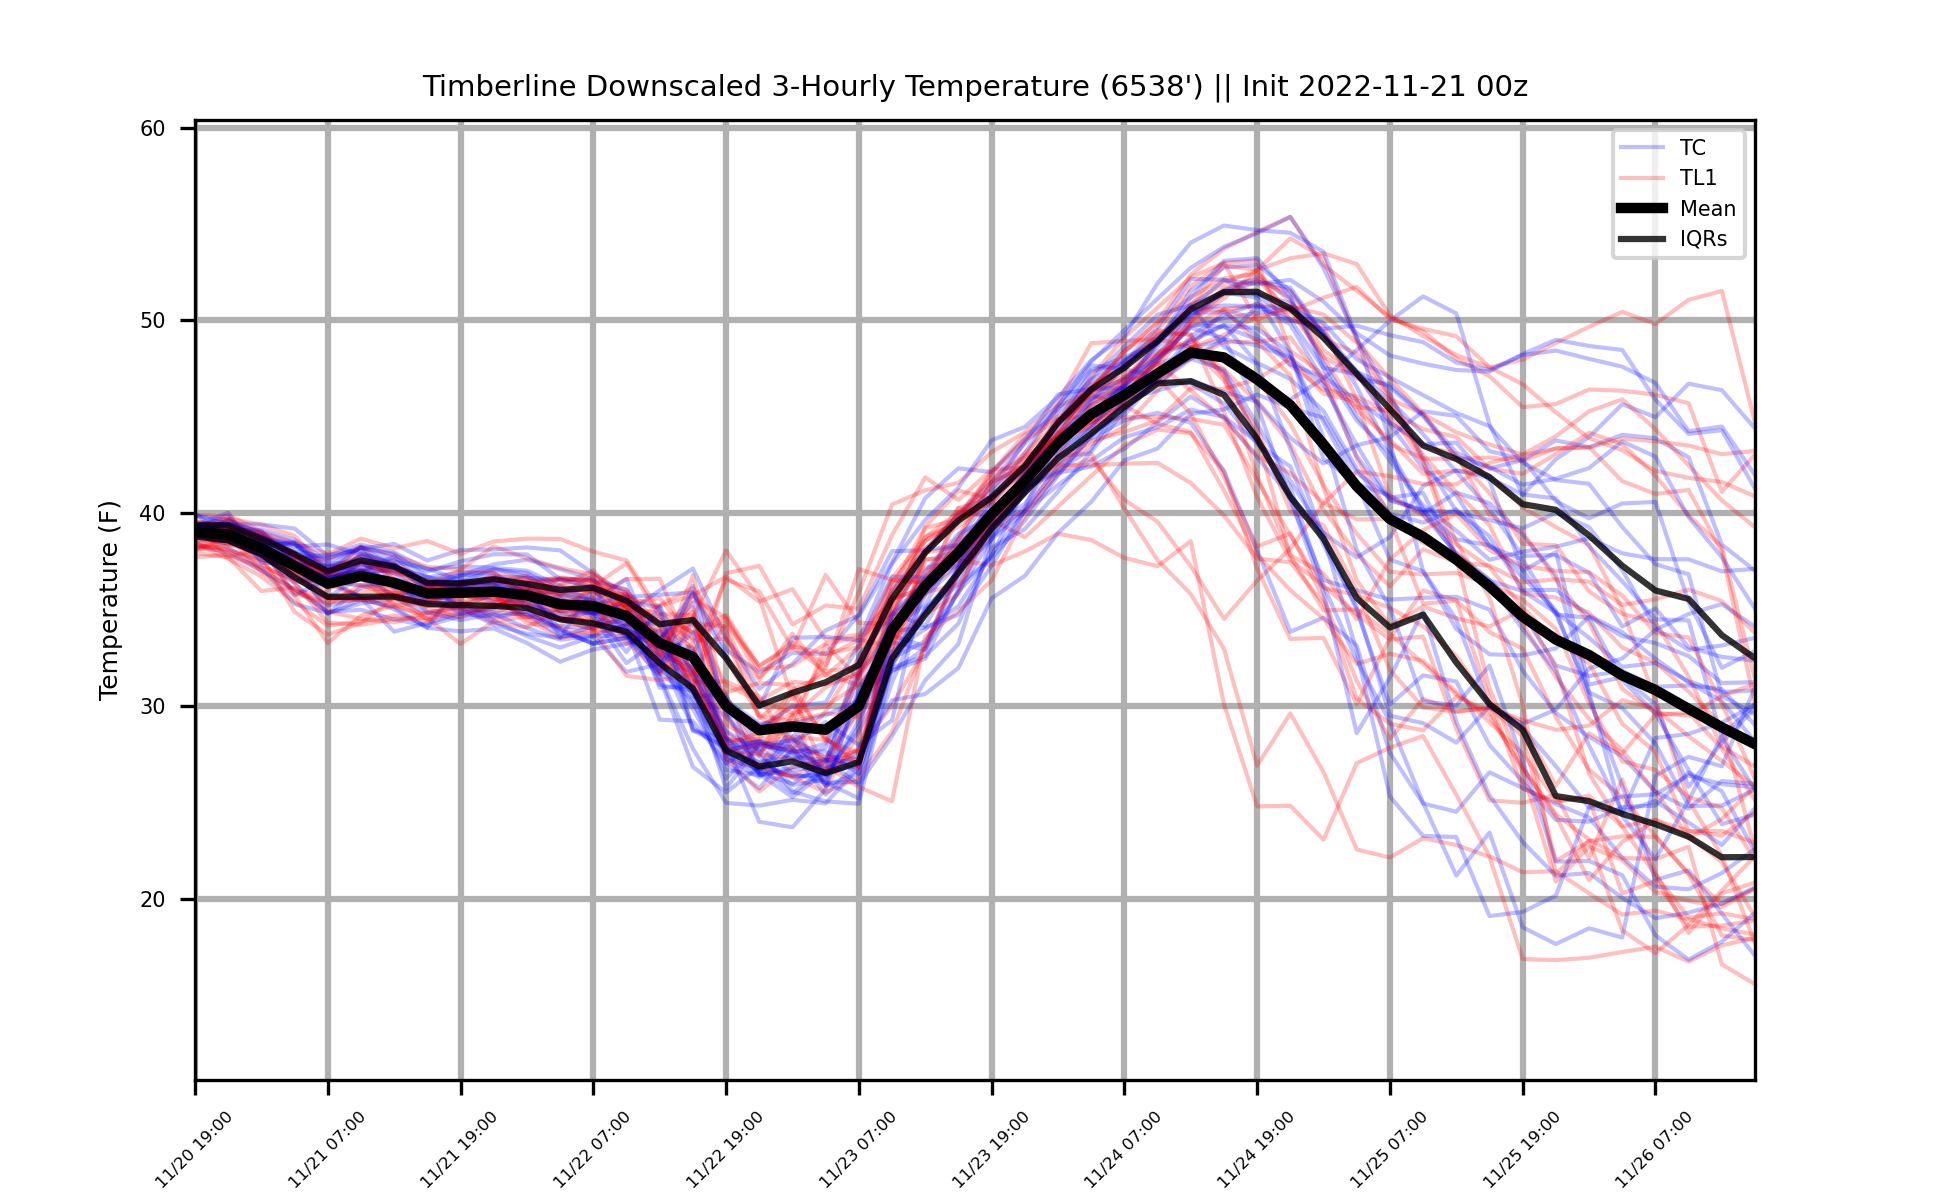 Timberline Downscaled 3-Hourly Temperature (6538') || Init 2022-11-21 00z
TC
TL1
Mean
IQRs
Temperature (F)
60
50
40
30
20
11/20 19:00
11/21 07:00
11/21 19:00
11/22 07:00
11/22 19:00
11/23 07:00
11/23 19:00
11/24 07:00
11/24 19:00
11/25 07:00
11/25 19:00
11/26 07:00